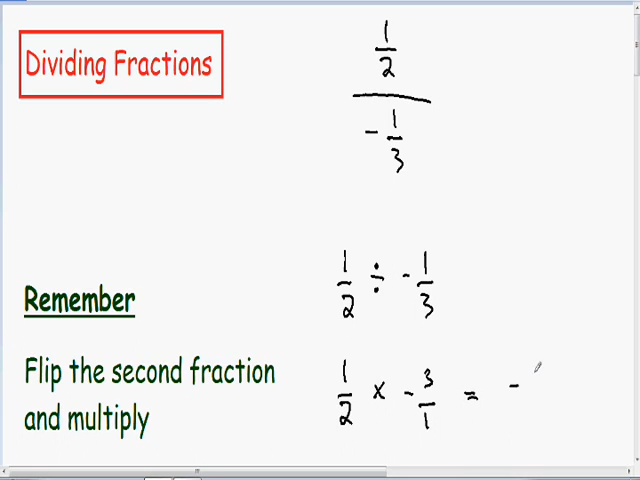 Dividing Fractions
1
2
- 1
3
1 ÷ - 1
2 3
Remember
Flip the second fraction
and multiply
1 × - 3 = -
2 1